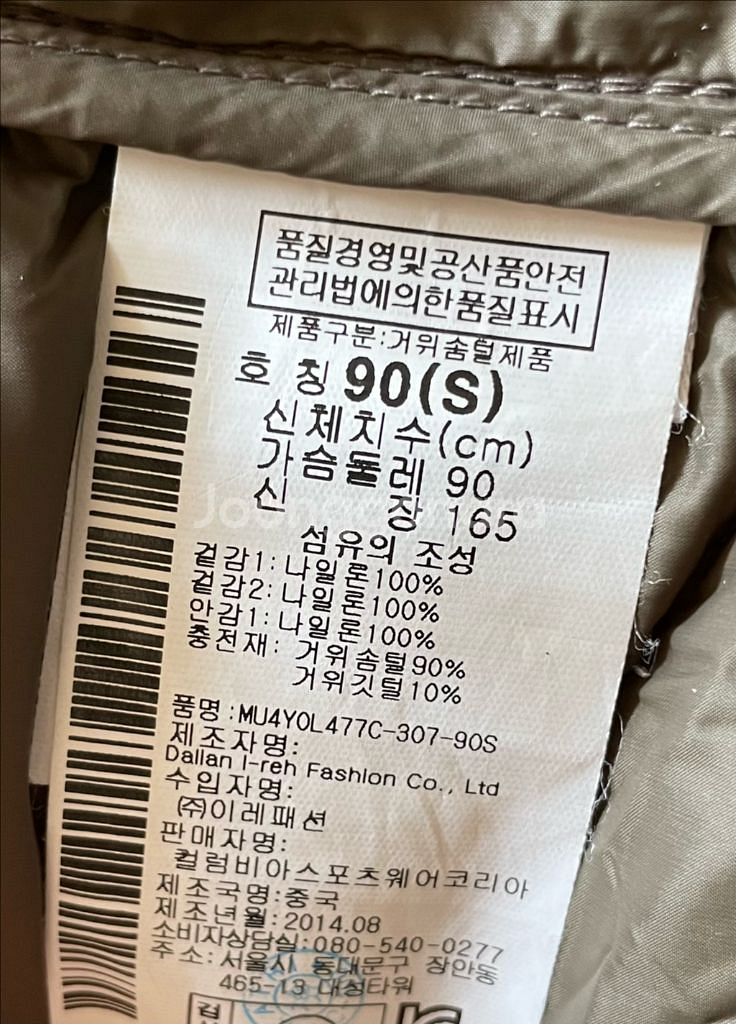 품질경영및공산품안전
관리법에의한품질표시
제품구분:거위솜털제품
호 칭 90(S)
신체치수(cm)
가슴둘레 90
신 장 165
섬유의 조성
겉감1: 나일론100%
겉감2: 나일론100%
안감1: 나일론100%
충전재: 거위솜털90%
거위깃털10%
품명:MU4YOL477C-307-90S
제조자명:
Dalian I-reh Fashion Co., Ltd
수입자명:
(주)이레패션
판매자명:
컬럼비아스포츠웨어코리아
제조국명:중국
제조년월:2014.08
소비자상담실:080-540-0277
주소:서울시 동대문구 장안동
465-13 대성타워